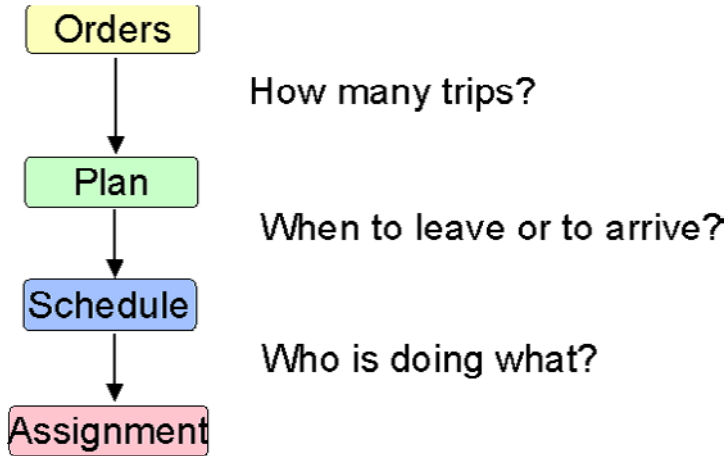 Orders
How many trips?
Plan
When to leave or to arrive?
Schedule
Who is doing what?
Assignment